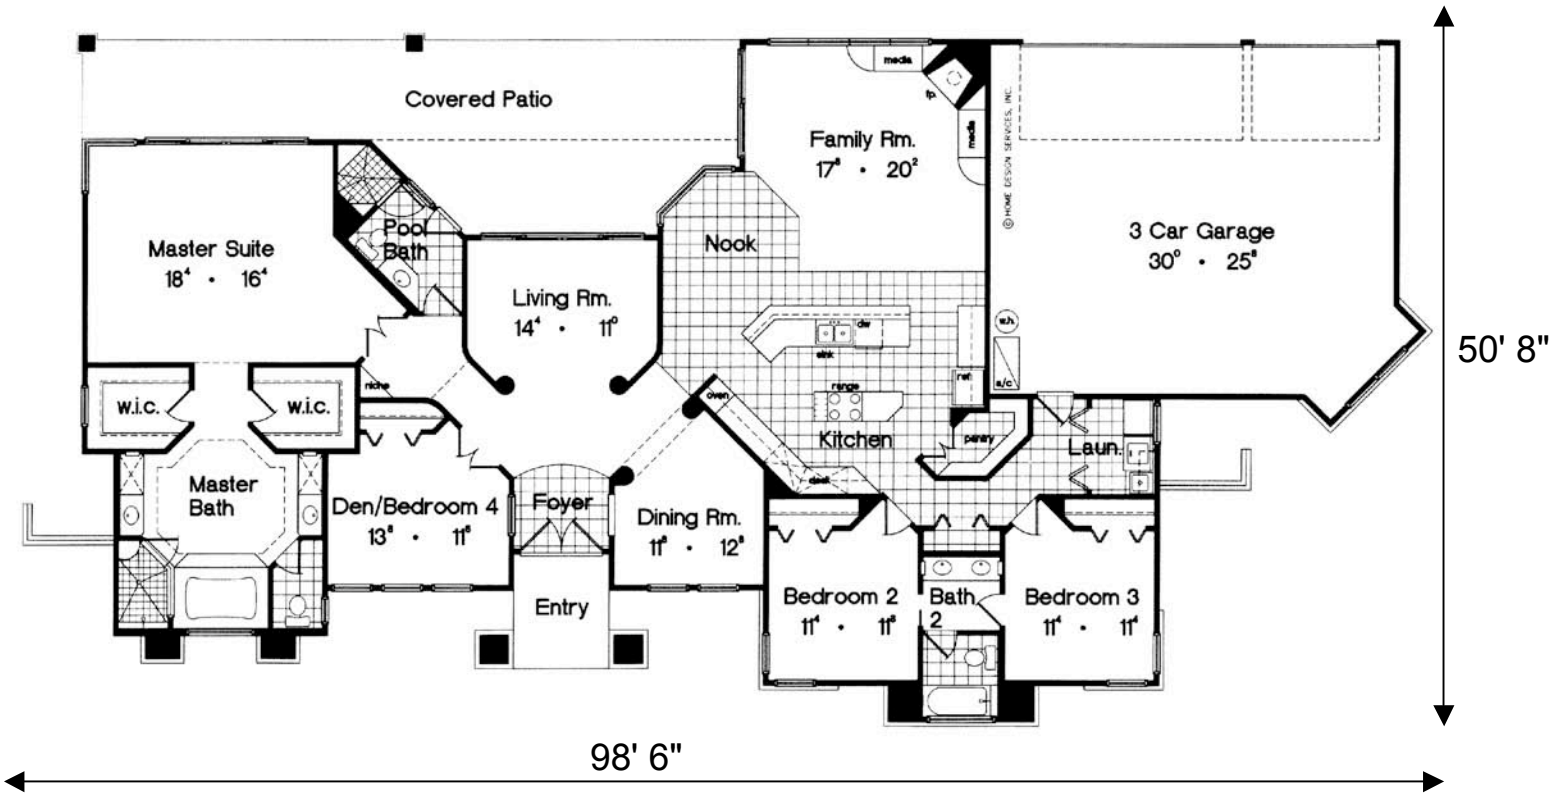 Covered Patio
media
fp.
media
© HOME DESIGN SERVICES, INC.
Family Rm.
17⁸ • 20²
3 Car Garage
30⁰ • 25⁸
Master Suite
18⁴ • 16⁴
Pool
Bath
Nook
Living Rm.
14⁴ • 11⁰
w.h.
a/c
dw
sink
range
ref.
50' 8"
niche
oven
w.i.c.
w.i.c.
Kitchen
pantry
Laun.
desk
Master
Bath
Den/Bedroom 4
13⁸ • 11⁶
Foyer
Dining Rm.
11⁸ • 12⁸
Entry
Bedroom 2
11⁴ • 11⁸
Bath
2
Bedroom 3
11⁴ • 11⁴
98' 6"